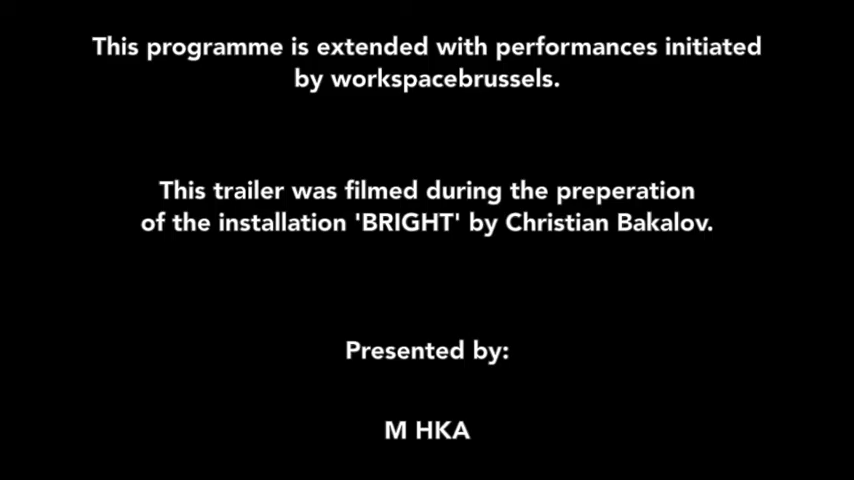 This programme is extended with performances initiated
by workspacebrussels.
This trailer was filmed during the preperation
of the installation 'BRIGHT' by Christian Bakalov.
Presented by:
M HKA